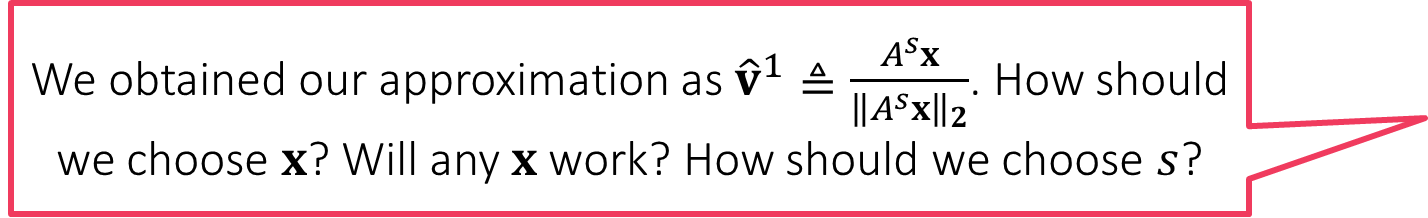 We obtained our approximation as v̂¹ ≜ Aˢx / ‖Aˢx‖₂. How should
we choose x? Will any x work? How should we choose s?